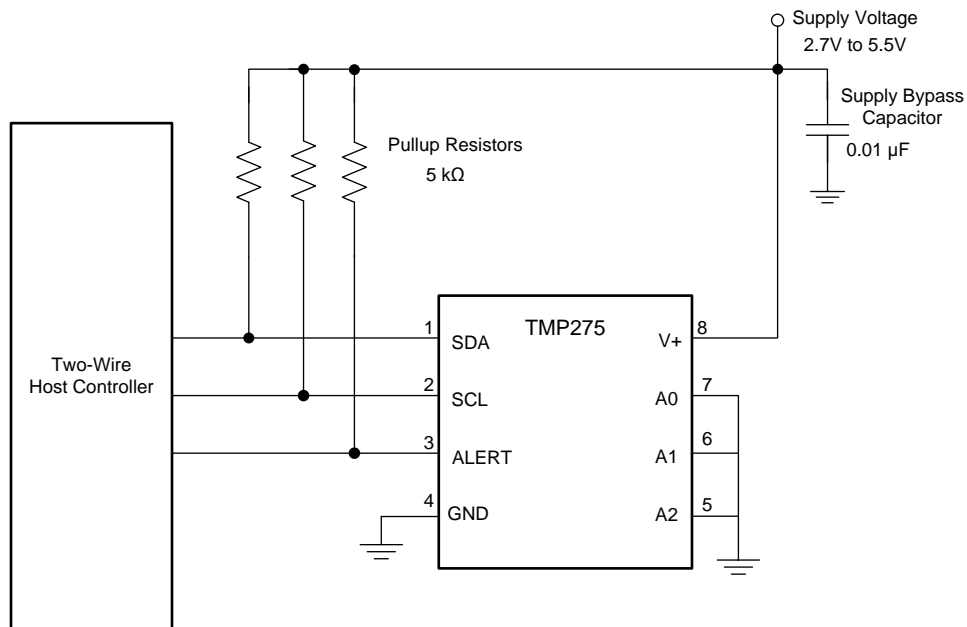 Supply Voltage
2.7V to 5.5V
Supply Bypass
Capacitor
0.01 µF
Pullup Resistors
5 kΩ
Two-Wire
Host Controller
TMP275
1
SDA
2
SCL
3
ALERT
4
GND
V+
8
A0
7
A1
6
A2
5